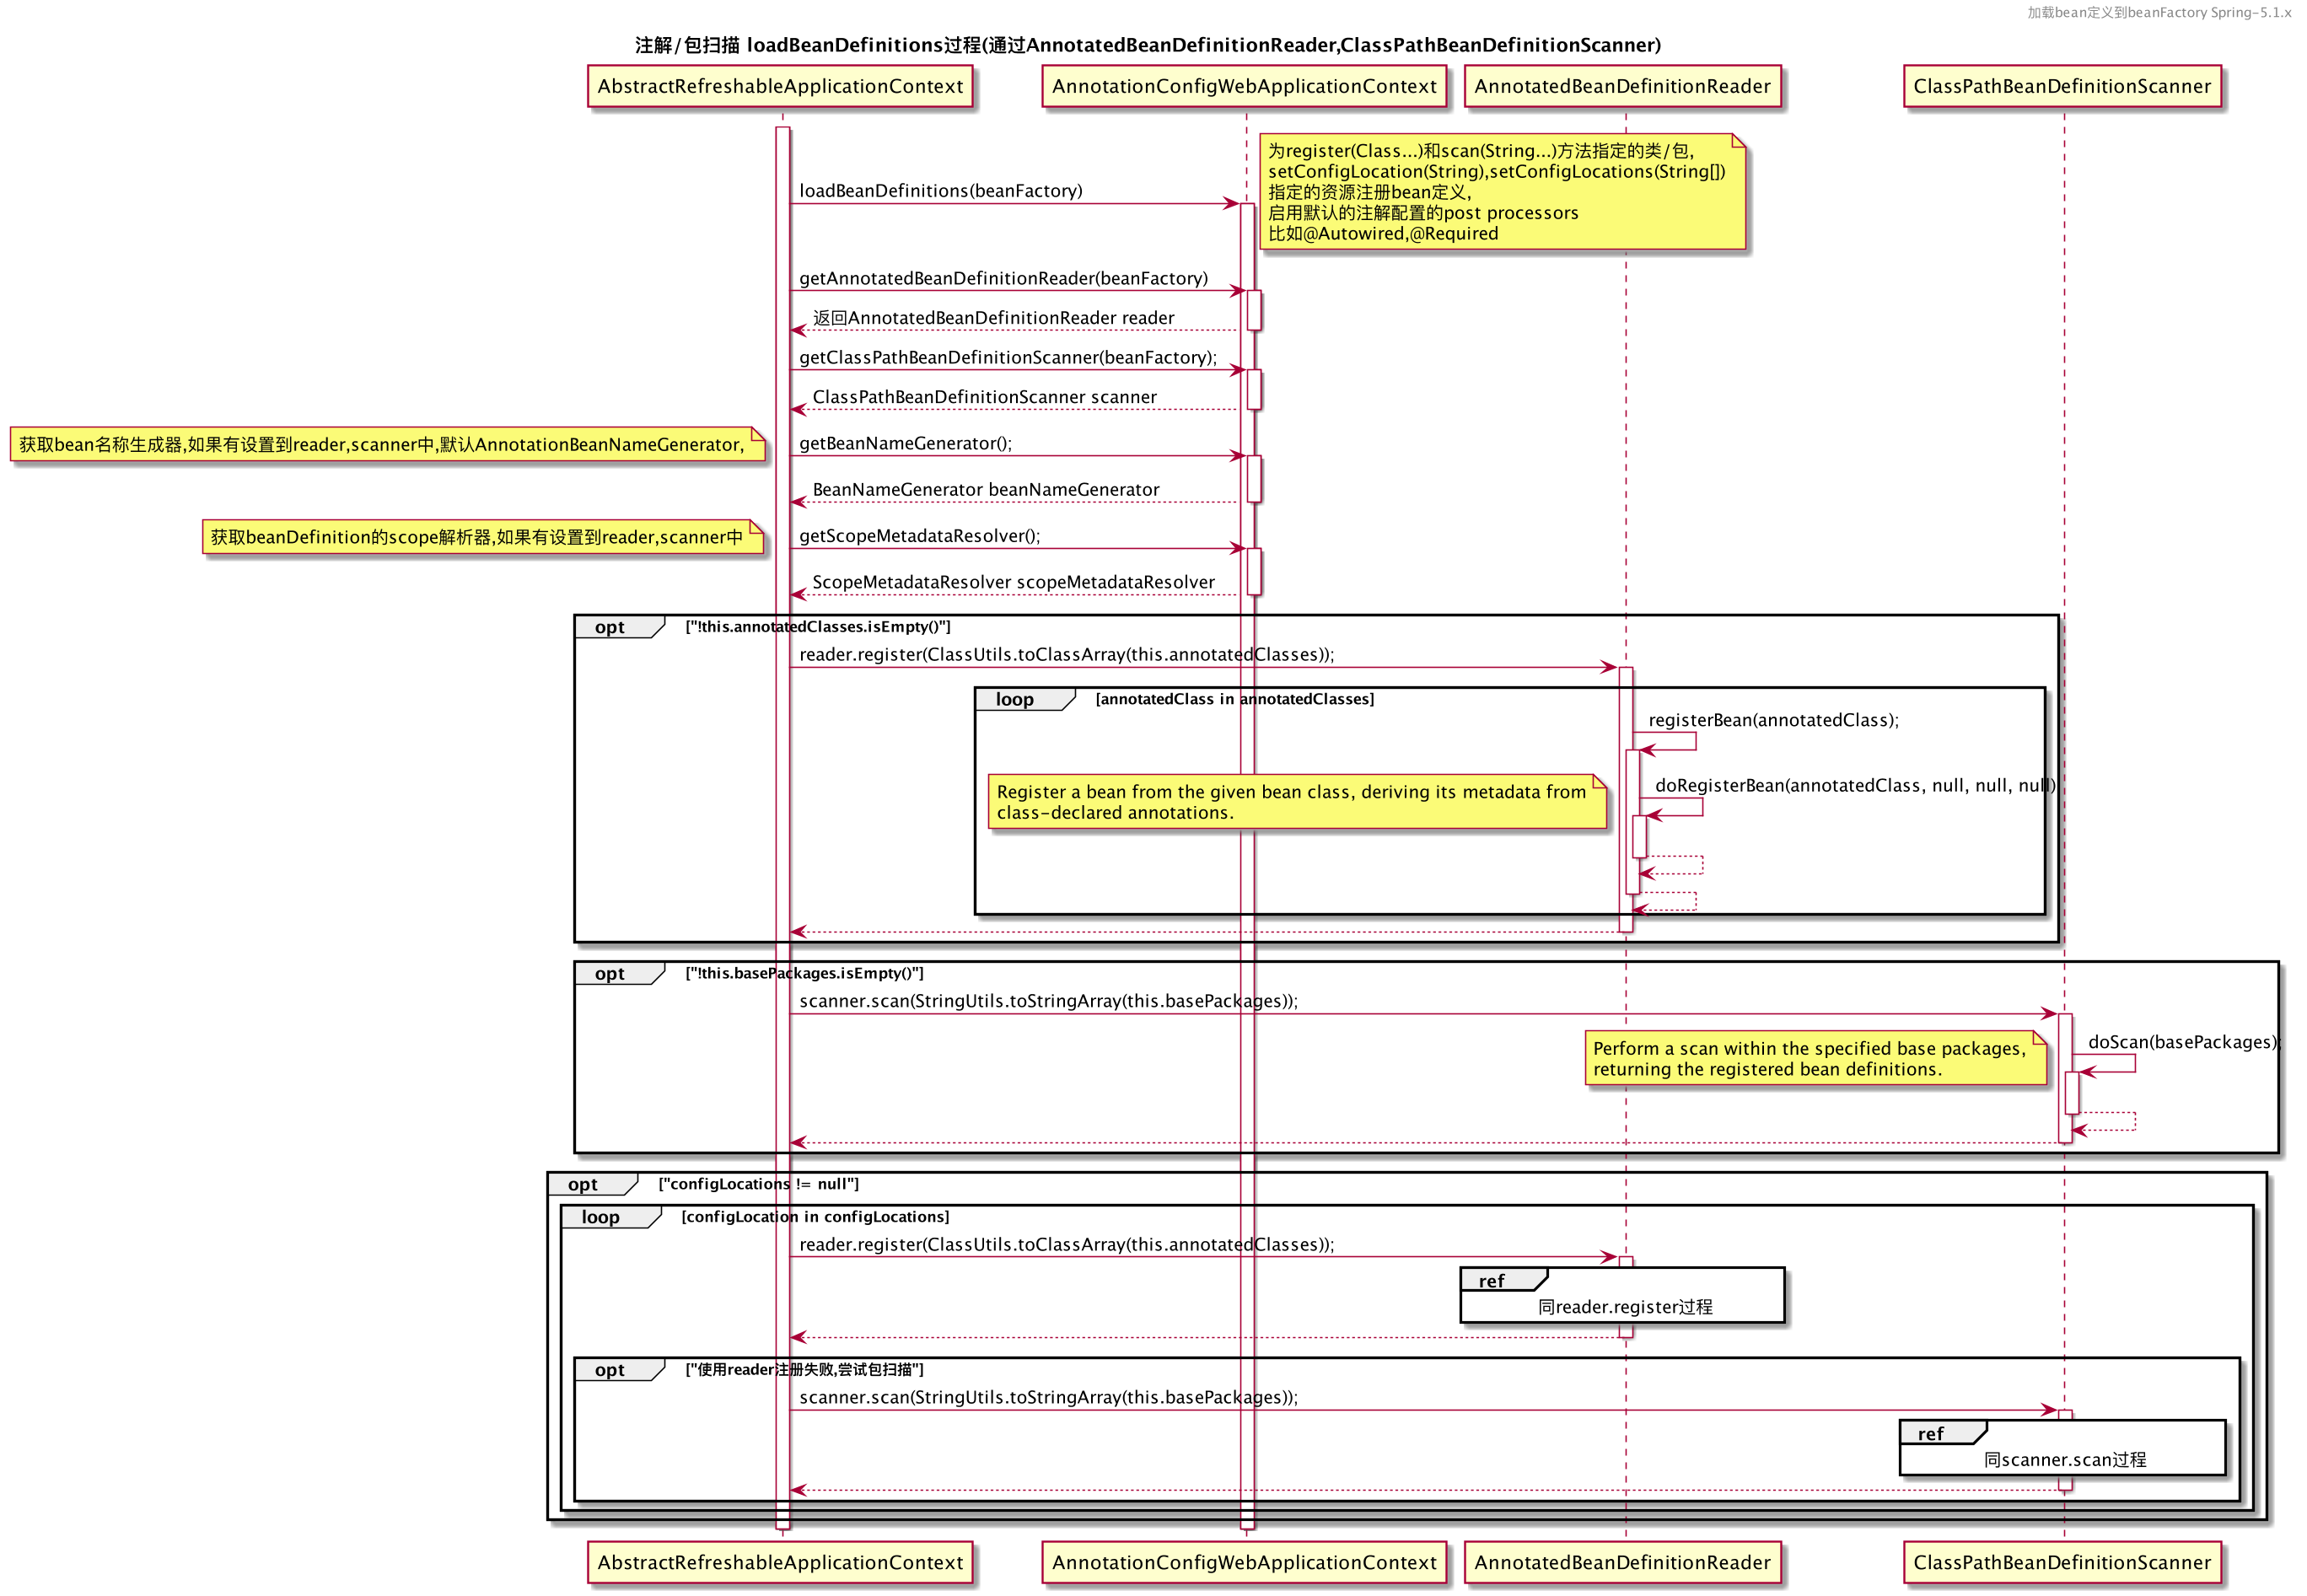 加载bean定义到beanFactory Spring-5.1.x
注解/包扫描 loadBeanDefinitions过程(通过AnnotatedBeanDefinitionReader,ClassPathBeanDefinitionScanner)
AbstractRefreshableApplicationContext
AnnotationConfigWebApplicationContext
AnnotatedBeanDefinitionReader
ClassPathBeanDefinitionScanner
为register(Class...)和scan(String...)方法指定的类/包,
setConfigLocation(String),setConfigLocations(String[])
指定的资源注册bean定义,
启用默认的注解配置的post processors
比如@Autowired,@Required
loadBeanDefinitions(beanFactory)
getAnnotatedBeanDefinitionReader(beanFactory)
返回AnnotatedBeanDefinitionReader reader
getClassPathBeanDefinitionScanner(beanFactory);
ClassPathBeanDefinitionScanner scanner
获取bean名称生成器,如果有设置到reader,scanner中,默认AnnotationBeanNameGenerator,
getBeanNameGenerator();
BeanNameGenerator beanNameGenerator
获取beanDefinition的scope解析器,如果有设置到reader,scanner中
getScopeMetadataResolver();
ScopeMetadataResolver scopeMetadataResolver
opt ["!this.annotatedClasses.isEmpty()"]
reader.register(ClassUtils.toClassArray(this.annotatedClasses));
loop [annotatedClass in annotatedClasses]
registerBean(annotatedClass);
doRegisterBean(annotatedClass, null, null, null)
Register a bean from the given bean class, deriving its metadata from
class-declared annotations.
opt ["!this.basePackages.isEmpty()"]
scanner.scan(StringUtils.toStringArray(this.basePackages));
doScan(basePackages);
Perform a scan within the specified base packages,
returning the registered bean definitions.
opt ["configLocations != null"]
loop [configLocation in configLocations]
reader.register(ClassUtils.toClassArray(this.annotatedClasses));
ref
同reader.register过程
opt ["使用reader注册失败,尝试包扫描"]
scanner.scan(StringUtils.toStringArray(this.basePackages));
ref
同scanner.scan过程
AbstractRefreshableApplicationContext
AnnotationConfigWebApplicationContext
AnnotatedBeanDefinitionReader
ClassPathBeanDefinitionScanner